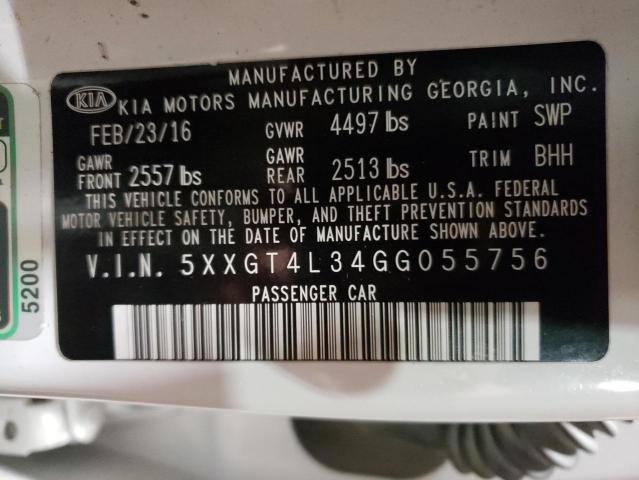 MANUFACTURED BY
KIA KIA MOTORS MANUFACTURING GEORGIA, INC.
FEB/23/16 GVWR 4497 lbs PAINT SWP
GAWR FRONT 2557 lbs GAWR REAR 2513 lbs TRIM BHH
THIS VEHICLE CONFORMS TO ALL APPLICABLE U.S.A. FEDERAL
MOTOR VEHICLE SAFETY, BUMPER, AND THEFT PREVENTION STANDARDS
IN EFFECT ON THE DATE OF MANUFACTURE SHOWN ABOVE.
V.I.N. 5XXGT4L34GG055756
PASSENGER CAR
5200